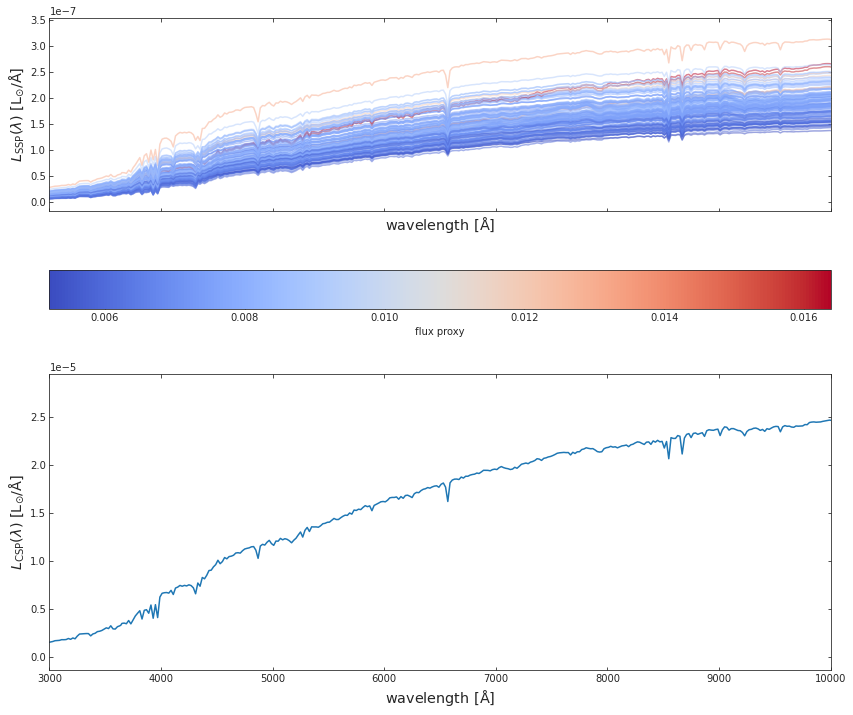 1e−7
3.5
3.0
2.5
2.0
1.5
1.0
0.5
0.0
L_SSP(λ) [L⊙/Å]
wavelength [Å]
0.006 0.008 0.010 0.012 0.014 0.016
flux proxy
1e−5
2.5
2.0
1.5
1.0
0.5
0.0
L_CSP(λ) [L⊙/Å]
3000 4000 5000 6000 7000 8000 9000 10000
wavelength [Å]